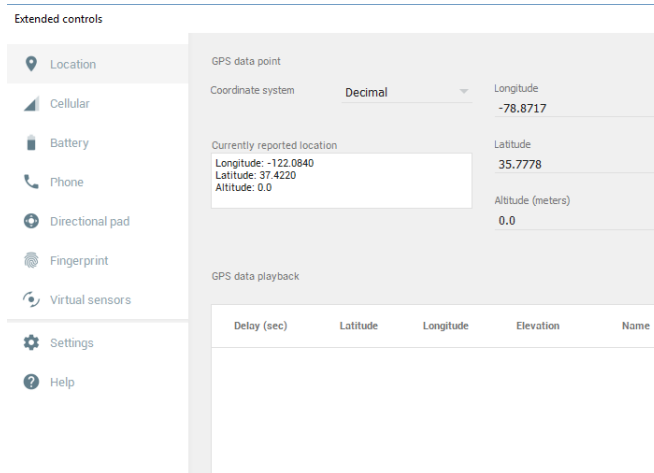 Extended controls
Location
Cellular
Battery
Phone
Directional pad
Fingerprint
Virtual sensors
Settings
Help
GPS data point
Coordinate system
Decimal
Longitude
-78.8717
Currently reported location
Longitude: -122.0840
Latitude: 37.4220
Altitude: 0.0
Latitude
35.7778
Altitude (meters)
0.0
GPS data playback
Delay (sec) Latitude Longitude Elevation Name